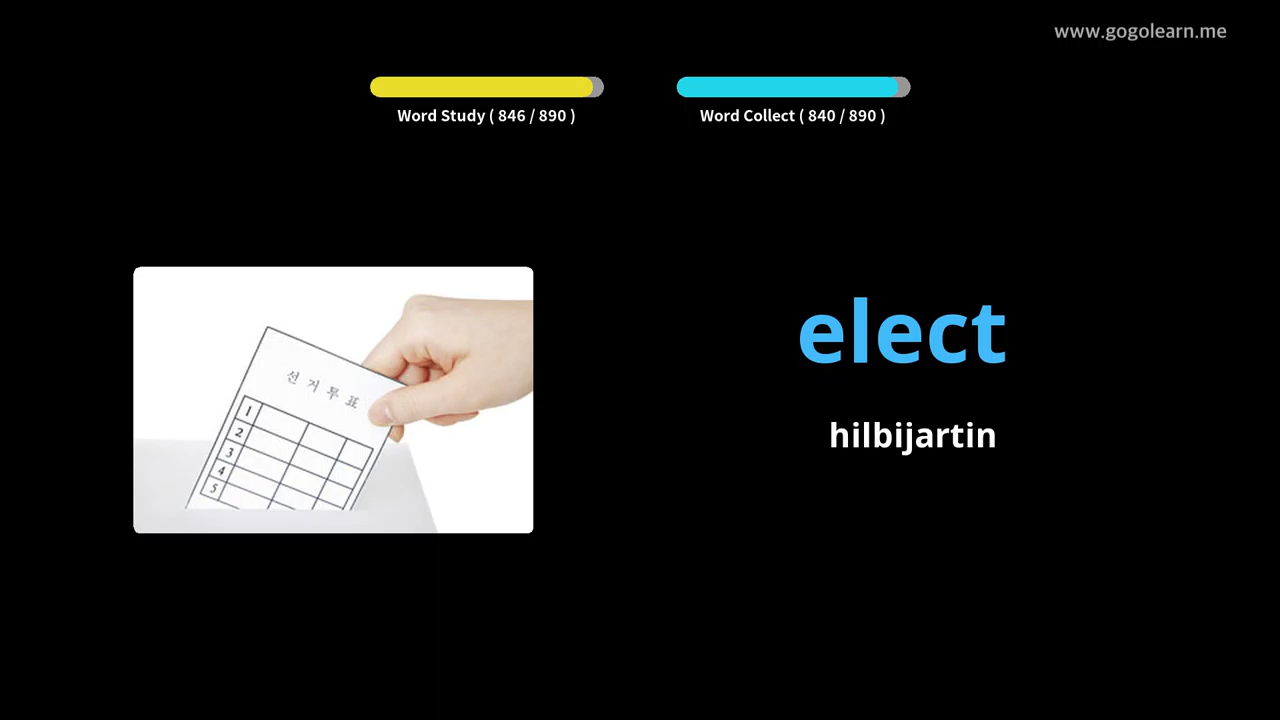 www.gogolearn.me
Word Study ( 846 / 890 )
Word Collect ( 840 / 890 )
선거투표
1
2
3
4
5
elect
hilbijartin